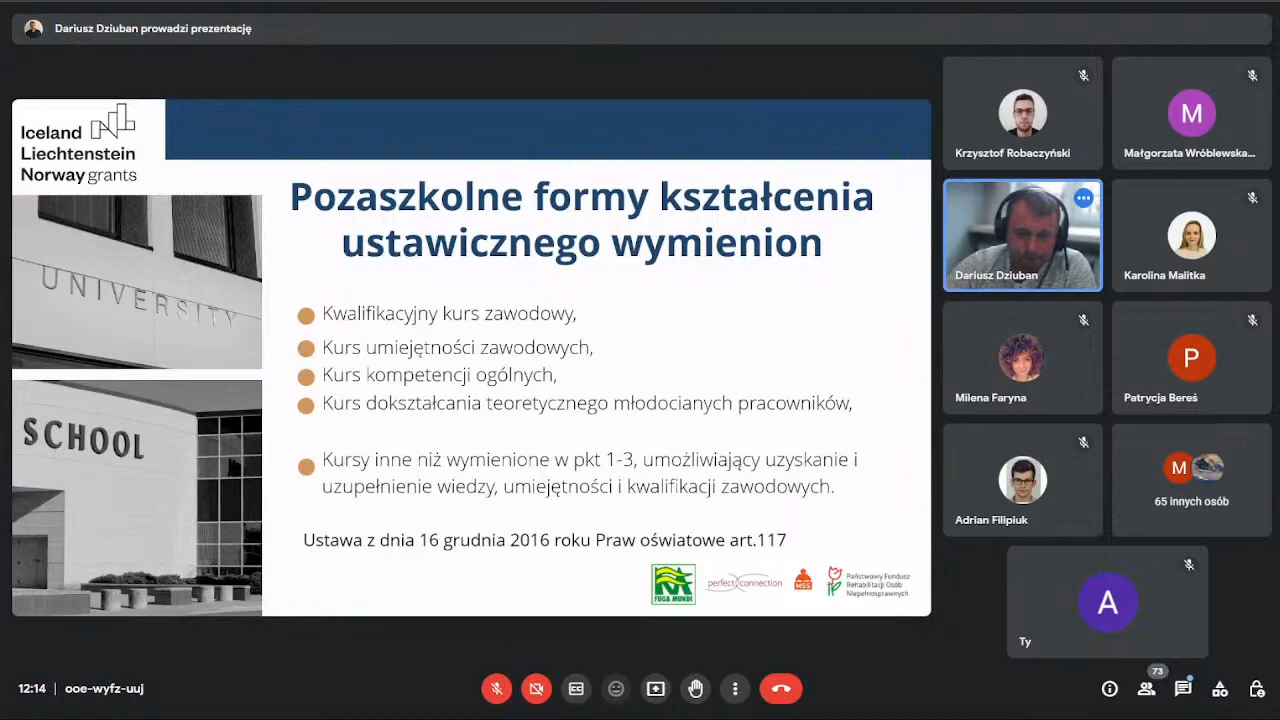 Dariusz Dziuban prowadzi prezentację
Iceland
Liechtenstein
Norway grants
UNIVERSITY
SCHOOL
Pozaszkolne formy kształcenia
ustawicznego wymienion
Kwalifikacyjny kurs zawodowy,
Kurs umiejętności zawodowych,
Kurs kompetencji ogólnych,
Kurs dokształcania teoretycznego młodocianych pracowników,
Kursy inne niż wymienione w pkt 1-3, umożliwiający uzyskanie i
uzupełnienie wiedzy, umiejętności i kwalifikacji zawodowych.
Ustawa z dnia 16 grudnia 2016 roku Praw oświatowe art.117
FUGA MUNDI
perfect connection
MSS
Państwowy Fundusz
Rehabilitacji Osób
Niepełnosprawnych
Krzysztof Robaczyński
M
Małgorzata Wróblewska...
Dariusz Dziuban
Karolina Malitka
Milena Faryna
P
Patrycja Bereś
Adrian Filipiuk
M
65 innych osób
A
Ty
12:14 | ooe-wyfz-uuj
73